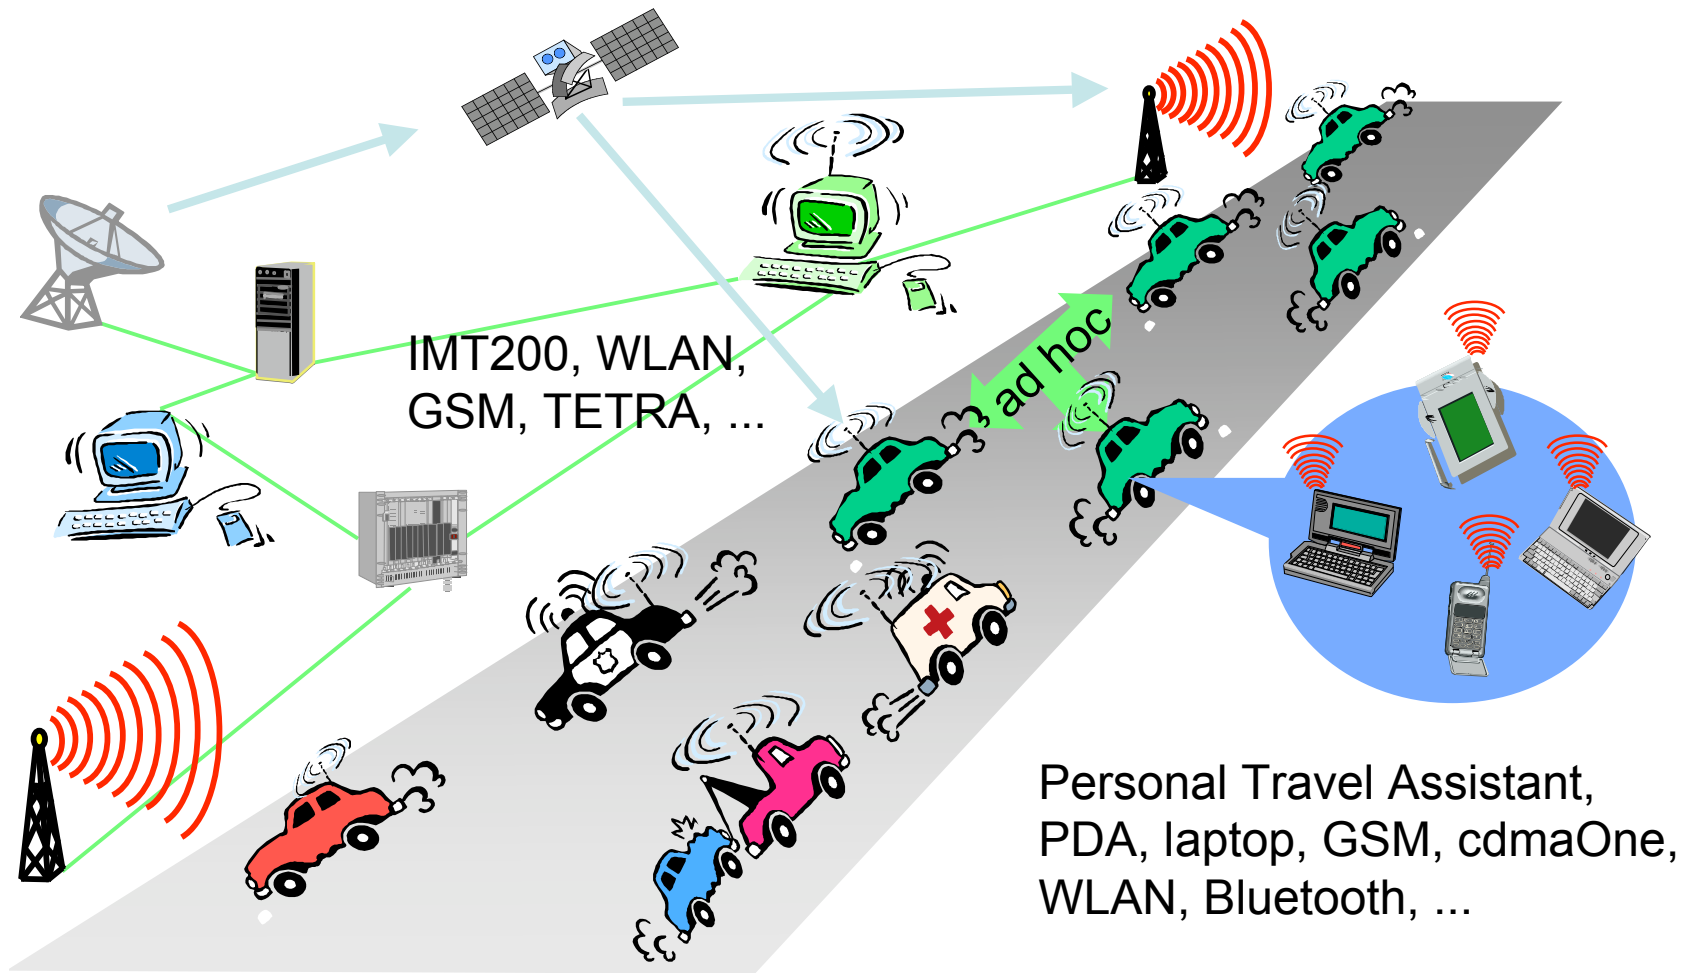 IMT200, WLAN,
GSM, TETRA, ...
ad hoc
Personal Travel Assistant,
PDA, laptop, GSM, cdmaOne,
WLAN, Bluetooth, ...